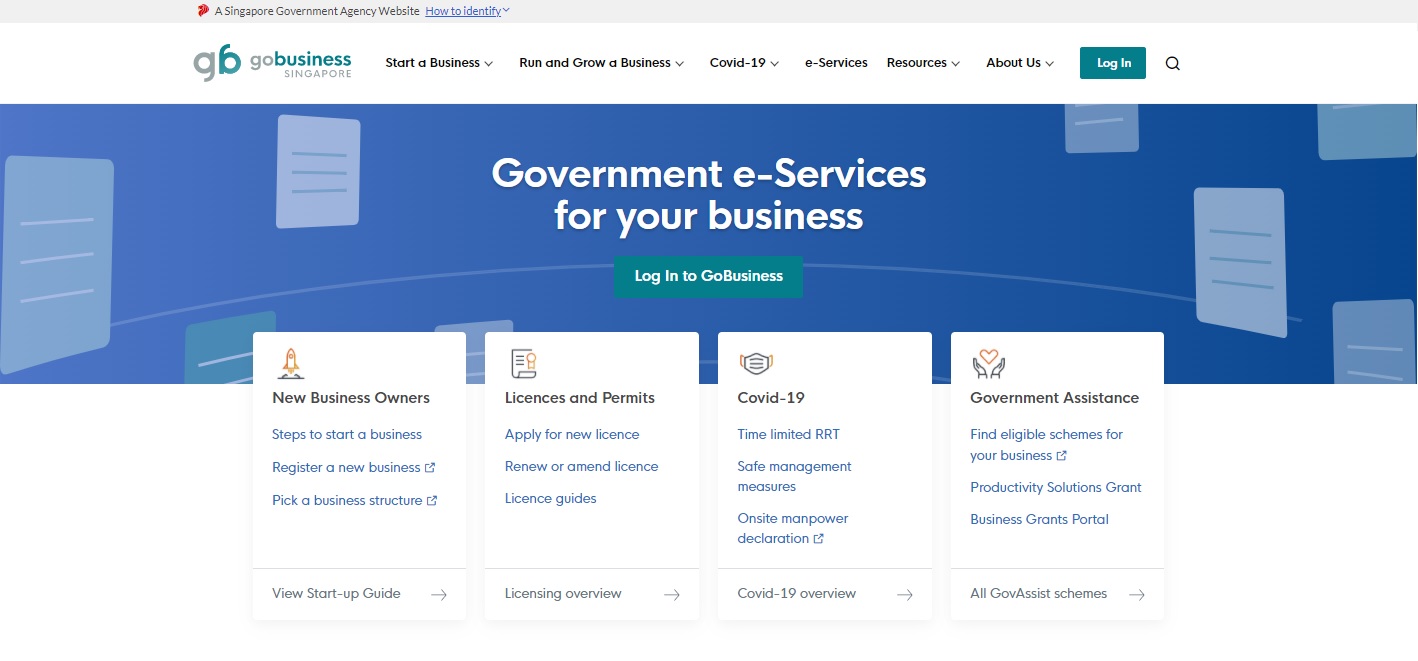 A Singapore Government Agency Website How to identify
gb gobusiness
SINGAPORE
Start a Business Run and Grow a Business Covid-19 e-Services Resources About Us Log In
Government e-Services
for your business
Log In to GoBusiness
New Business Owners
Steps to start a business
Register a new business
Pick a business structure
View Start-up Guide
Licences and Permits
Apply for new licence
Renew or amend licence
Licence guides
Licensing overview
Covid-19
Time limited RRT
Safe management
measures
Onsite manpower
declaration
Covid-19 overview
Government Assistance
Find eligible schemes for
your business
Productivity Solutions Grant
Business Grants Portal
All GovAssist schemes